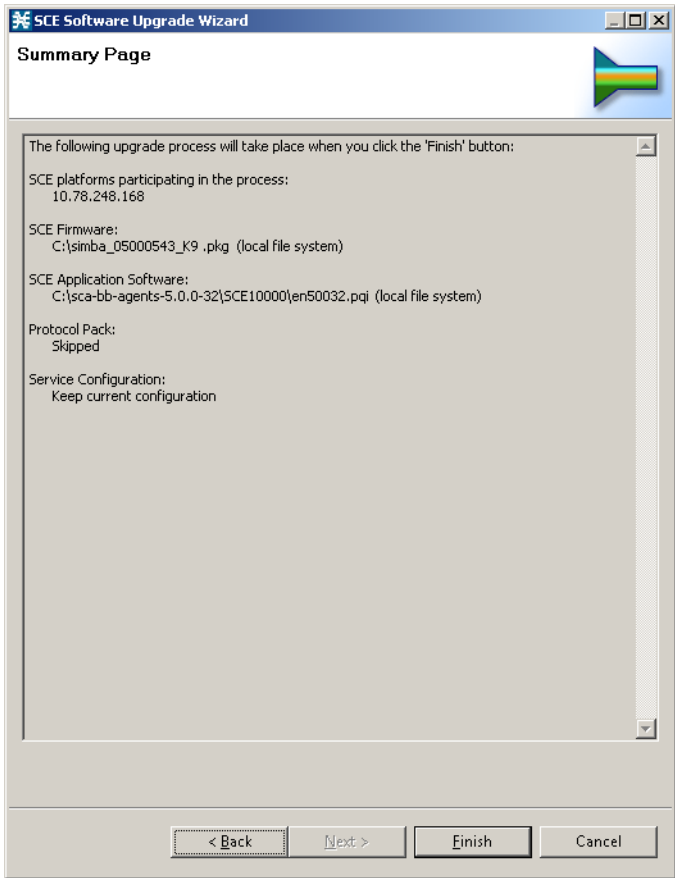 SCE Software Upgrade Wizard
Summary Page
The following upgrade process will take place when you click the 'Finish' button:
SCE platforms participating in the process:
10.78.248.168
SCE Firmware:
C:\simba_05000543_K9 .pkg (local file system)
SCE Application Software:
C:\sca-bb-agents-5.0.0-32\SCE10000\en50032.pqi (local file system)
Protocol Pack:
Skipped
Service Configuration:
Keep current configuration
< Back Next > Finish Cancel